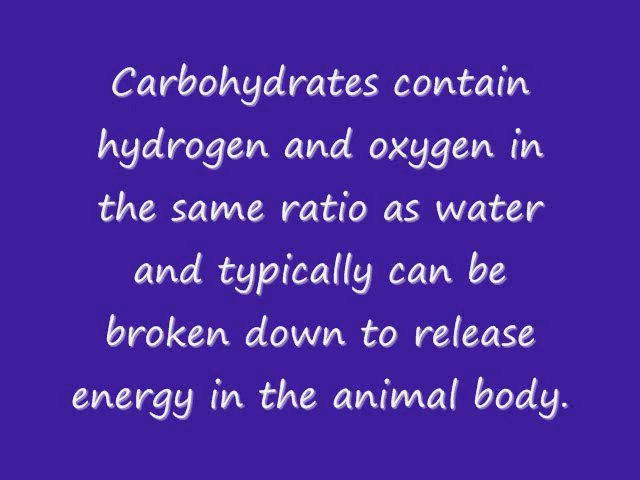 Carbohydrates contain
hydrogen and oxygen in
the same ratio as water
and typically can be
broken down to release
energy in the animal body.